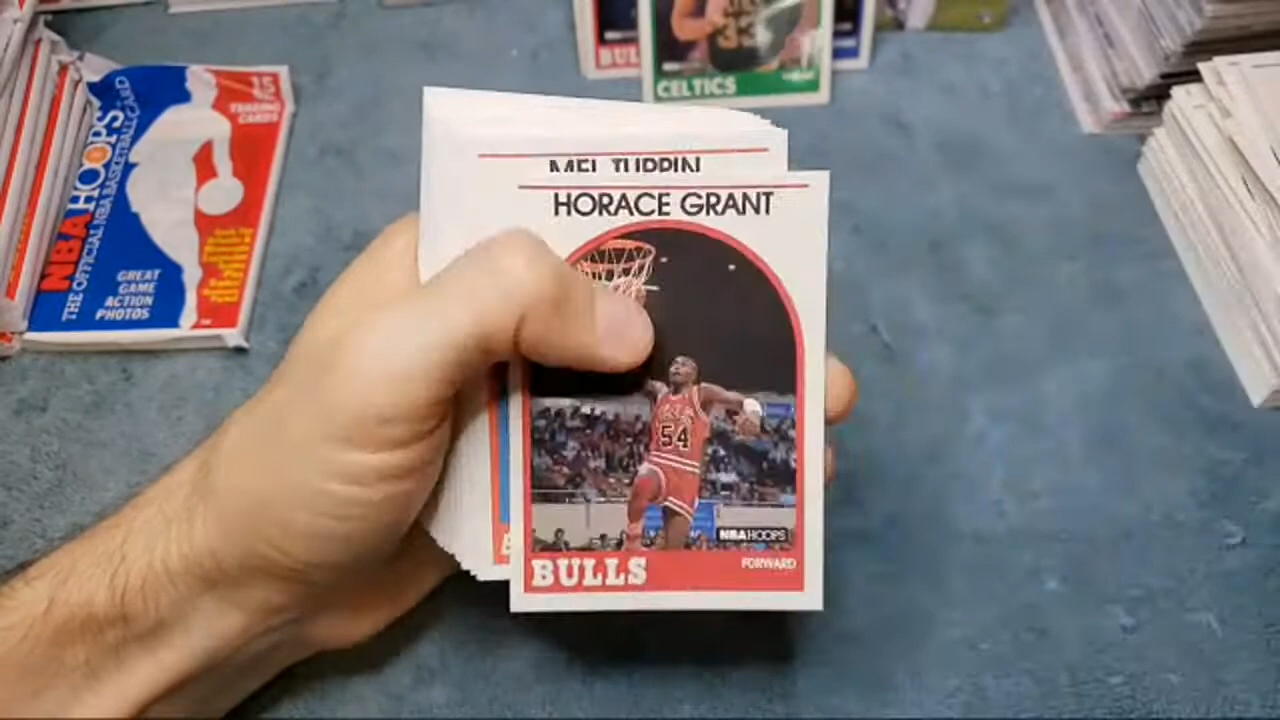 33
BUL
CELTICS
15
TRADING
CARDS
NBA HOOPS
THE OFFICIAL NBA BASKETBALL CARD
GREAT
GAME
ACTION
PHOTOS
MEL TURPIN
HORACE GRANT
54
NBA HOOPS
BULLS
FORWARD